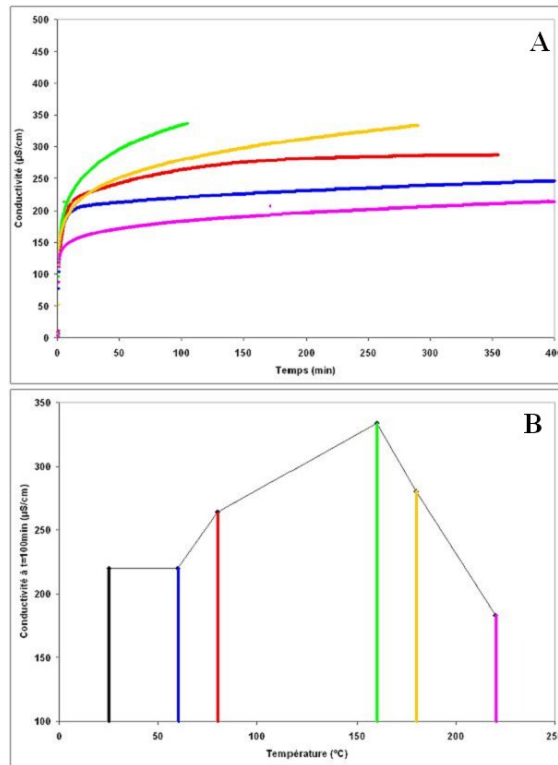 A
Conductivité (µS/cm)
500
450
400
350
300
250
200
150
100
50
0
0 50 100 150 200 250 300 350 400
Temps (min)
B
Conductivité à t=100min (µS/cm)
350
300
250
200
150
100
0 50 100 150 200 250
Température (°C)